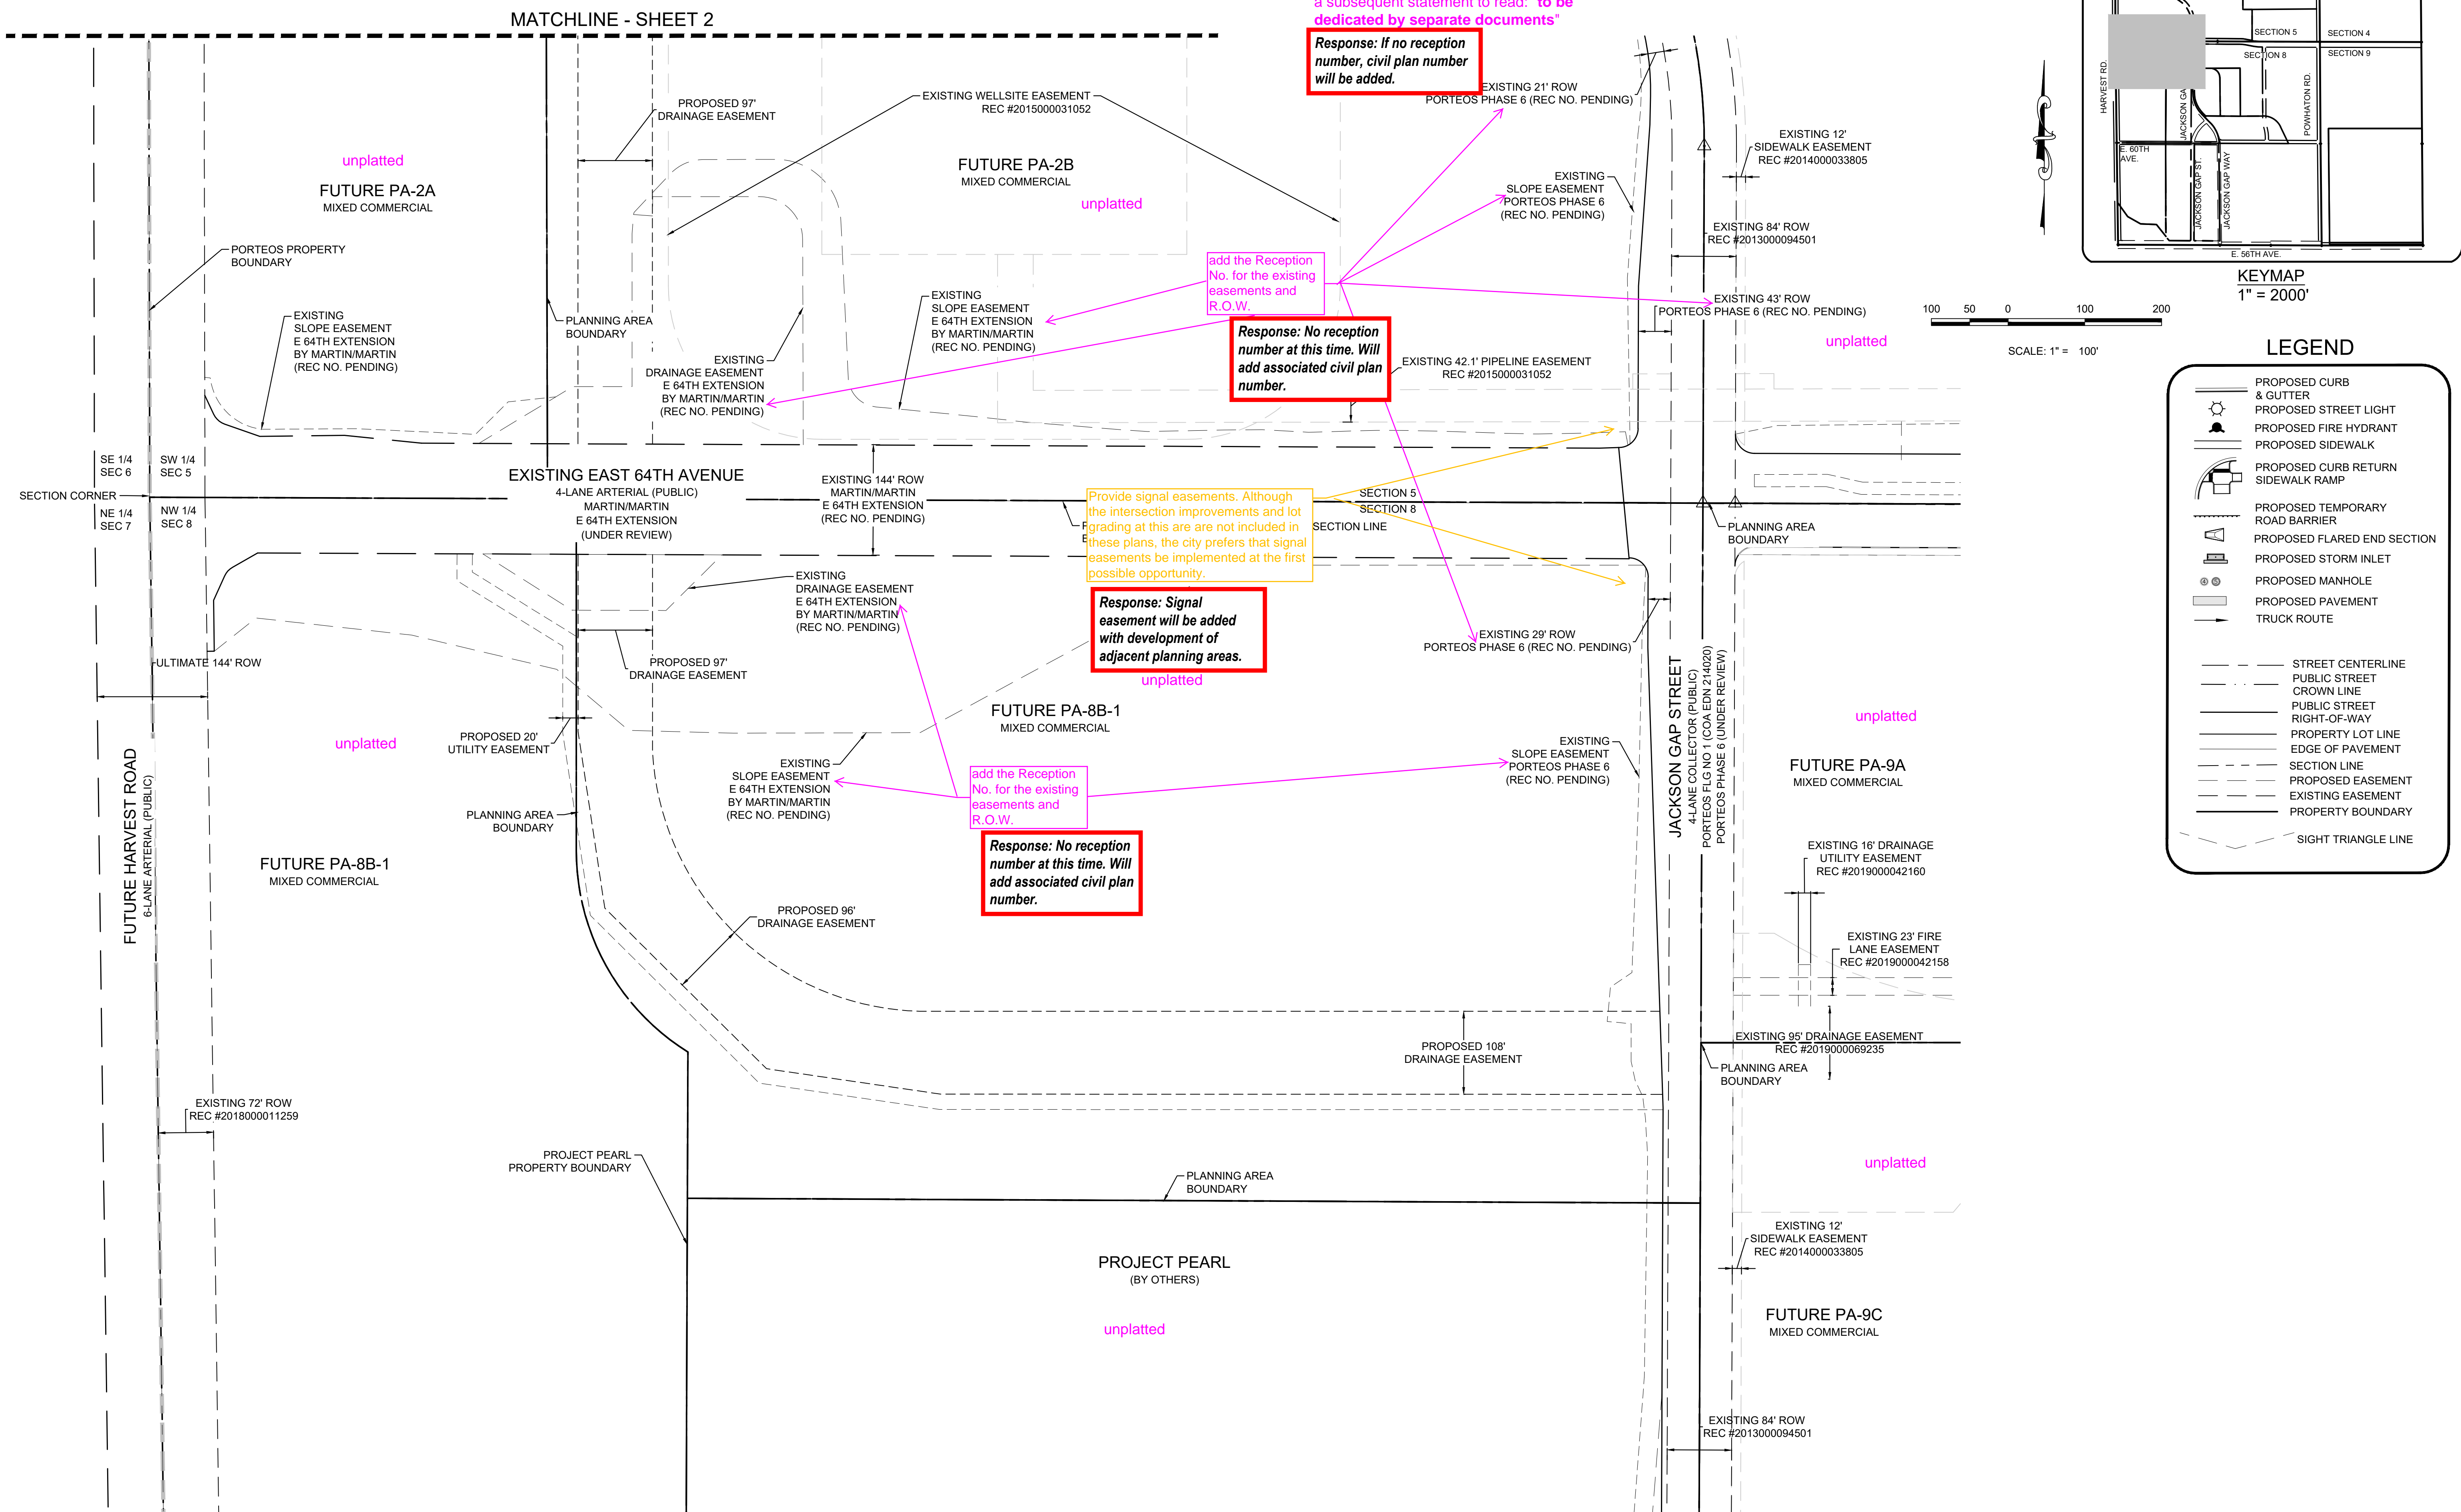 MATCHLINE - SHEET 2
a subsequent statement to read: "to be
dedicated by separate documents"
Response: If no reception
number, civil plan number
will be added.
EXISTING 21' ROW
PORTEOS PHASE 6 (REC NO. PENDING)
PROPOSED 97'
DRAINAGE EASEMENT
EXISTING WELLSITE EASEMENT
REC #2015000031052
unplatted
FUTURE PA-2A
MIXED COMMERCIAL
FUTURE PA-2B
MIXED COMMERCIAL
unplatted
EXISTING 12'
SIDEWALK EASEMENT
REC #2014000033805
EXISTING
SLOPE EASEMENT
PORTEOS PHASE 6
(REC NO. PENDING)
EXISTING 84' ROW
REC #2013000094501
PORTEOS PROPERTY
BOUNDARY
add the Reception
No. for the existing
easements and
R.O.W.
EXISTING
SLOPE EASEMENT
E 64TH EXTENSION
BY MARTIN/MARTIN
(REC NO. PENDING)
PLANNING AREA
BOUNDARY
EXISTING
SLOPE EASEMENT
E 64TH EXTENSION
BY MARTIN/MARTIN
(REC NO. PENDING)
EXISTING 43' ROW
PORTEOS PHASE 6 (REC NO. PENDING)
Response: No reception
number at this time. Will
add associated civil plan
number.
unplatted
EXISTING
DRAINAGE EASEMENT
E 64TH EXTENSION
BY MARTIN/MARTIN
(REC NO. PENDING)
EXISTING 42.1' PIPELINE EASEMENT
REC #2015000031052
SE 1/4
SEC 6
SW 1/4
SEC 5
SECTION CORNER
NE 1/4
SEC 7
NW 1/4
SEC 8
EXISTING EAST 64TH AVENUE
4-LANE ARTERIAL (PUBLIC)
MARTIN/MARTIN
E 64TH EXTENSION
(UNDER REVIEW)
EXISTING 144' ROW
MARTIN/MARTIN
E 64TH EXTENSION
(REC NO. PENDING)
Provide signal easements. Although
the intersection improvements and lot
grading at this are are not included in
these plans, the city prefers that signal
easements be implemented at the first
possible opportunity.
SECTION 5
SECTION 8
SECTION LINE
PLANNING AREA
BOUNDARY
Response: Signal
easement will be added
with development of
adjacent planning areas.
EXISTING
DRAINAGE EASEMENT
E 64TH EXTENSION
BY MARTIN/MARTIN
(REC NO. PENDING)
EXISTING 29' ROW
PORTEOS PHASE 6 (REC NO. PENDING)
ULTIMATE 144' ROW
PROPOSED 97'
DRAINAGE EASEMENT
unplatted
FUTURE PA-8B-1
MIXED COMMERCIAL
unplatted
unplatted
PROPOSED 20'
UTILITY EASEMENT
EXISTING
SLOPE EASEMENT
E 64TH EXTENSION
BY MARTIN/MARTIN
(REC NO. PENDING)
add the Reception
No. for the existing
easements and
R.O.W.
EXISTING
SLOPE EASEMENT
PORTEOS PHASE 6
(REC NO. PENDING)
JACKSON GAP STREET
4-LANE COLLECTOR (PUBLIC)
PORTEOS FLG NO 1 (COA EDN 214020)
PORTEOS PHASE 6 (UNDER REVIEW)
FUTURE PA-9A
MIXED COMMERCIAL
PLANNING AREA
BOUNDARY
FUTURE HARVEST ROAD
6-LANE ARTERIAL (PUBLIC)
FUTURE PA-8B-1
MIXED COMMERCIAL
Response: No reception
number at this time. Will
add associated civil plan
number.
EXISTING 16' DRAINAGE
UTILITY EASEMENT
REC #2019000042160
PROPOSED 96'
DRAINAGE EASEMENT
EXISTING 23' FIRE
LANE EASEMENT
REC #2019000042158
PROPOSED 108'
DRAINAGE EASEMENT
EXISTING 95' DRAINAGE EASEMENT
REC #2019000069235
PLANNING AREA
BOUNDARY
EXISTING 72' ROW
REC #2018000011259
PROJECT PEARL
PROPERTY BOUNDARY
PLANNING AREA
BOUNDARY
unplatted
PROJECT PEARL
(BY OTHERS)
unplatted
EXISTING 12'
SIDEWALK EASEMENT
REC #2014000033805
FUTURE PA-9C
MIXED COMMERCIAL
EXISTING 84' ROW
REC #2013000094501
SECTION 5
SECTION 4
SECTION 8
SECTION 9
HARVEST RD.
JACKSON GA
POWHATON RD.
E. 60TH
AVE.
JACKSON GAP ST.
JACKSON GAP WAY
E. 56TH AVE.
KEYMAP
1" = 2000'
100 50 0 100 200
SCALE: 1" = 100'
LEGEND
PROPOSED CURB
& GUTTER
PROPOSED STREET LIGHT
PROPOSED FIRE HYDRANT
PROPOSED SIDEWALK
PROPOSED CURB RETURN
SIDEWALK RAMP
PROPOSED TEMPORARY
ROAD BARRIER
PROPOSED FLARED END SECTION
PROPOSED STORM INLET
PROPOSED MANHOLE
PROPOSED PAVEMENT
TRUCK ROUTE
STREET CENTERLINE
PUBLIC STREET
CROWN LINE
PUBLIC STREET
RIGHT-OF-WAY
PROPERTY LOT LINE
EDGE OF PAVEMENT
SECTION LINE
PROPOSED EASEMENT
EXISTING EASEMENT
PROPERTY BOUNDARY
SIGHT TRIANGLE LINE